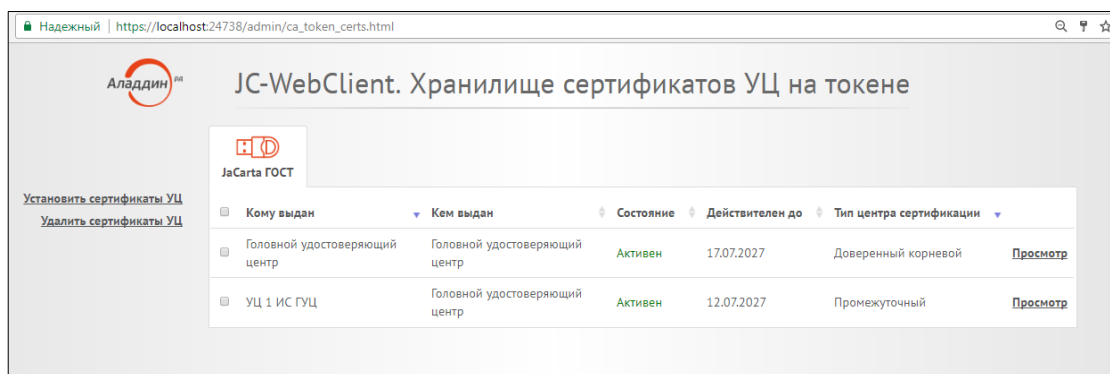 Надежный | https://localhost:24738/admin/ca_token_certs.html
Аладдин РД
JC-WebClient. Хранилище сертификатов УЦ на токене
JaCarta ГОСТ
Установить сертификаты УЦ
Удалить сертификаты УЦ
Кому выдан Кем выдан Состояние Действителен до Тип центра сертификации
Головной удостоверяющий центр Головной удостоверяющий центр Активен 17.07.2027 Доверенный корневой Просмотр
УЦ 1 ИС ГУЦ Головной удостоверяющий центр Активен 12.07.2027 Промежуточный Просмотр